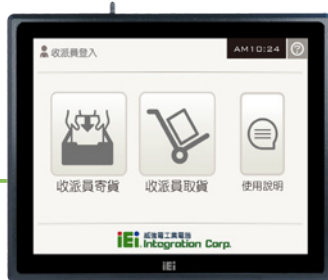 收派員登入
AM10:24
收派員寄貨
收派員取貨
使用說明
iEi 威強電工業電腦
Integration Corp.
iEi